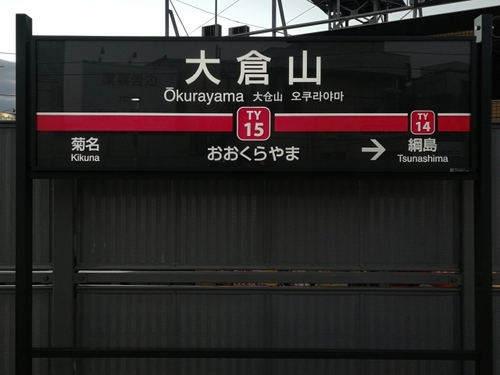 大倉山
Ōkurayama 大仓山 오쿠라야마
TY
15
TY
14
菊名
Kikuna
おおくらやま
→
綱島
Tsunashima